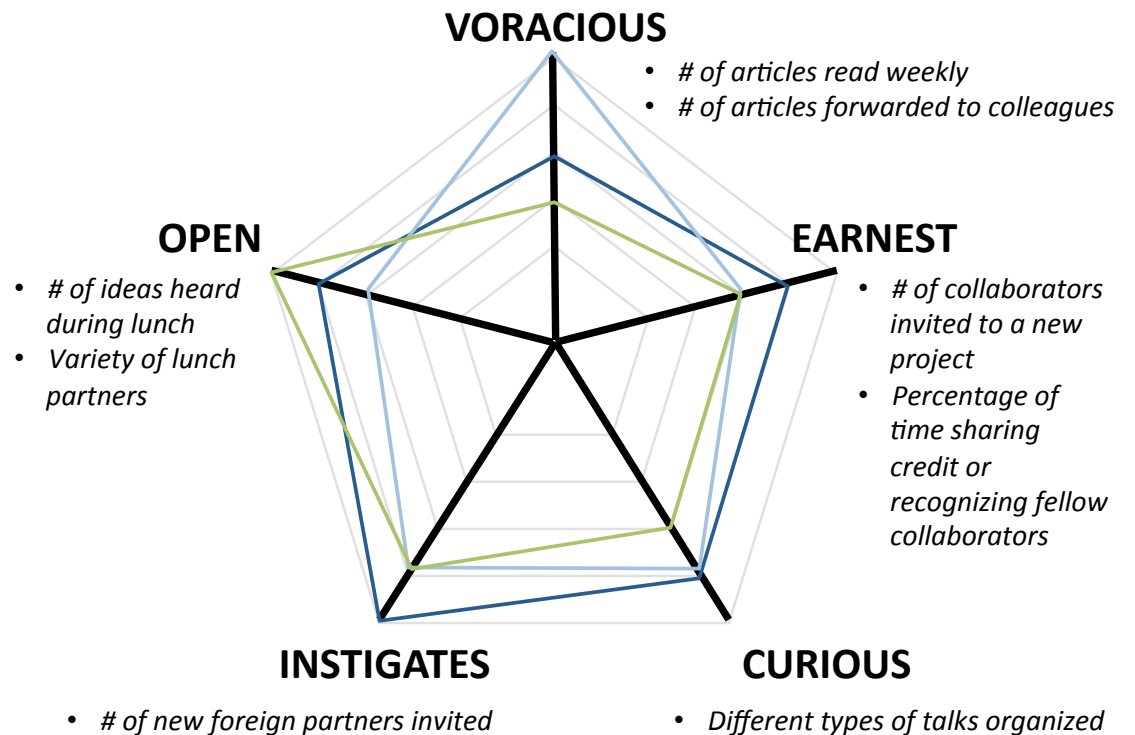 VORACIOUS
• # of articles read weekly
• # of articles forwarded to colleagues
OPEN
• # of ideas heard
during lunch
• Variety of lunch
partners
EARNEST
• # of collaborators
invited to a new
project
• Percentage of
time sharing
credit or
recognizing fellow
collaborators
INSTIGATES
• # of new foreign partners invited
CURIOUS
• Different types of talks organized